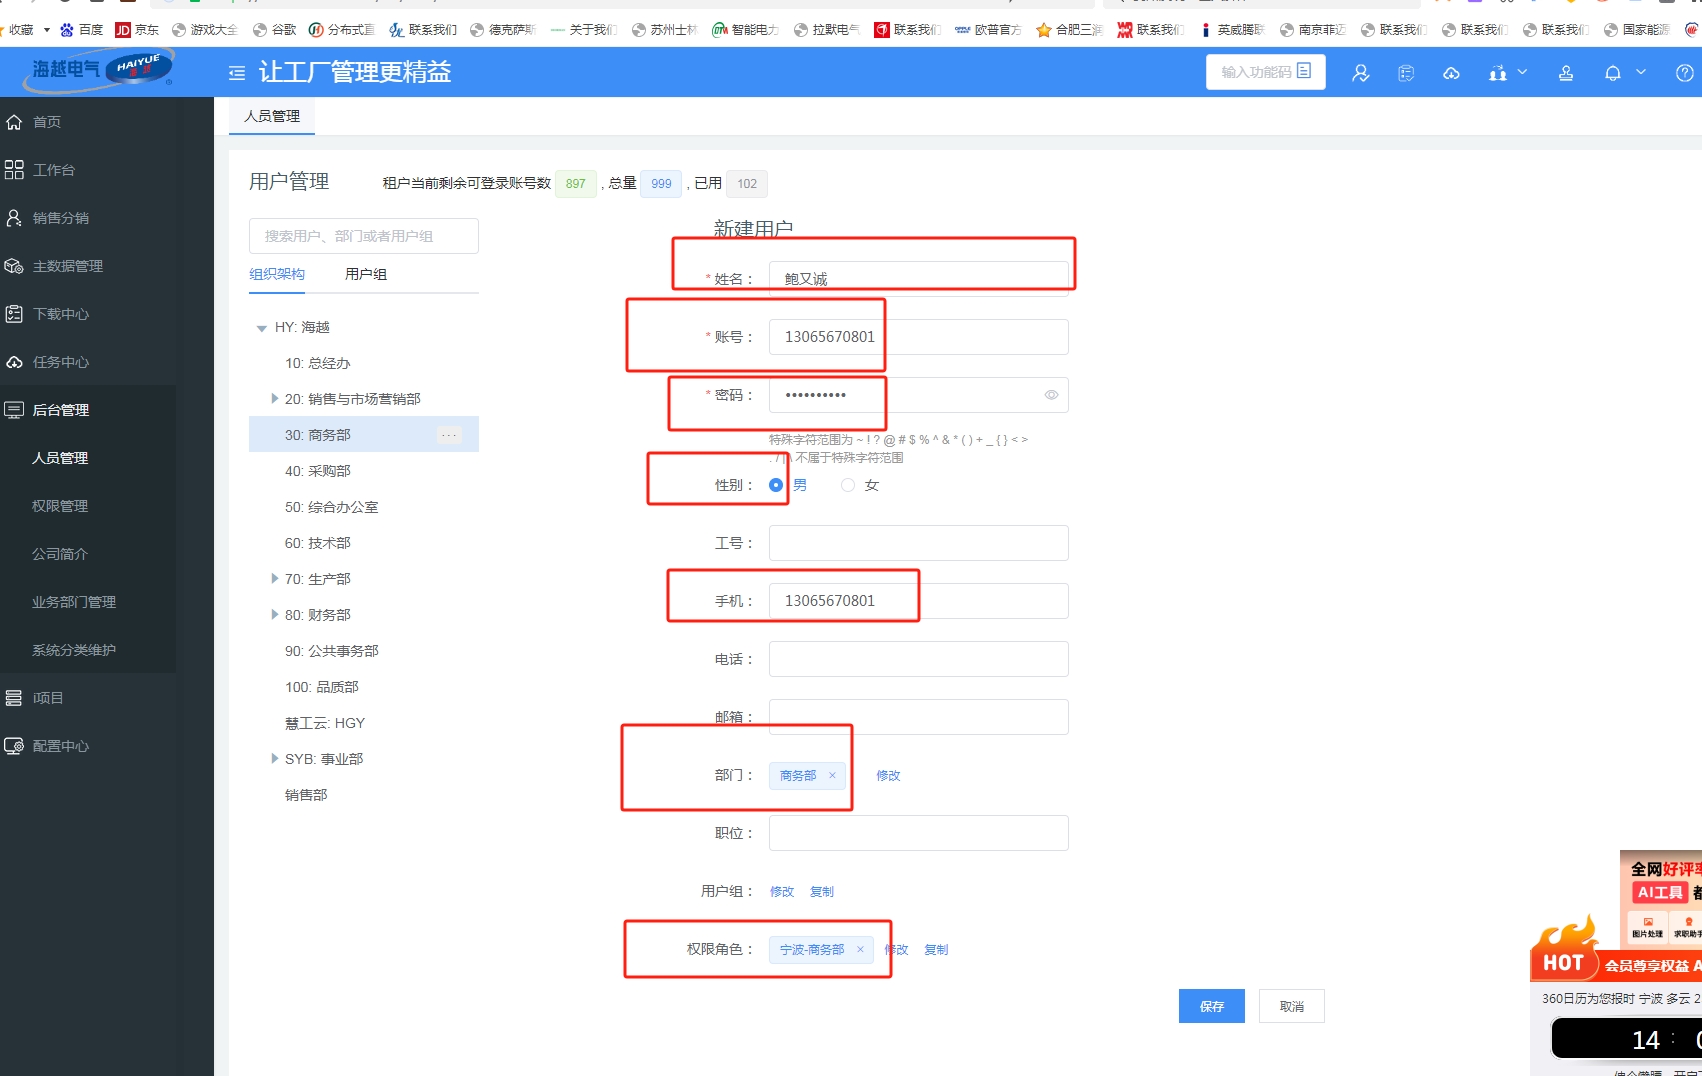 收藏 百度 京东 游戏大全 谷歌 分布式直 联系我们 德克萨斯 关于我们 苏州士林 智能电力 拉默电气 联系我们 欧普官方 合肥三润 联系我们 英威腾联 南京菲迈 联系我们 联系我们 联系我们 国家能源
海越电气 HAIYUE 海越 ®
让工厂管理更精益
输入功能码
人员管理
首页
工作台
销售分销
主数据管理
下载中心
任务中心
后台管理
人员管理
权限管理
公司简介
业务部门管理
系统分类维护
i项目
配置中心
用户管理
租户当前剩余可登录账号数 897 , 总量 999 , 已用 102
搜索用户、部门或者用户组
组织架构 用户组
HY: 海越
10: 总经办
20: 销售与市场营销部
30: 商务部 ···
40: 采购部
50: 综合办公室
60: 技术部
70: 生产部
80: 财务部
90: 公共事务部
100: 品质部
慧工云: HGY
SYB: 事业部
销售部
新建用户
* 姓名： 鲍又诚
* 账号： 13065670801
* 密码： ••••••••••
特殊字符范围为 ~ ! ? @ # $ % ^ & * ( ) + _ { } < >
. / | \ 不属于特殊字符范围
性别： 男 女
工号：
手机： 13065670801
电话：
邮箱：
部门： 商务部 × 修改
职位：
用户组： 修改 复制
权限角色： 宁波-商务部 × 修改 复制
保存 取消
全网好评率
AI工具 都
图片处理 求职助手
HOT 会员尊享权益 A
360日历为您报时 宁波 多云 2
14 : 0